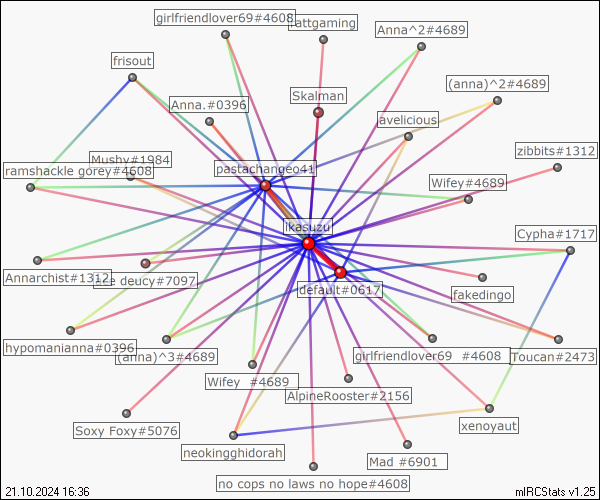 girlfriendlover69#4608
rattgaming
Anna^2#4689
frisout
(anna)^2#4689
Skalman
Anna.#0396
avelicious
zibbits#1312
Mushy#1984
ramshackle gorey#4608
pastachange041
Wifey#4689
ikasuzu
Cypha#1717
Annarchist#1312
deucy#7097
default#0617
fakedingo
hypomanianna#0396
(anna)^3#4689
girlfriendlover69 #4608
Toucan#2473
Wifey #4689
AlpineRooster#2156
Soxy Foxy#5076
xenoyaut
neokingghidorah
Mad #6901
no cops no laws no hope#4608
21.10.2024 16:36
mIRCStats v1.25